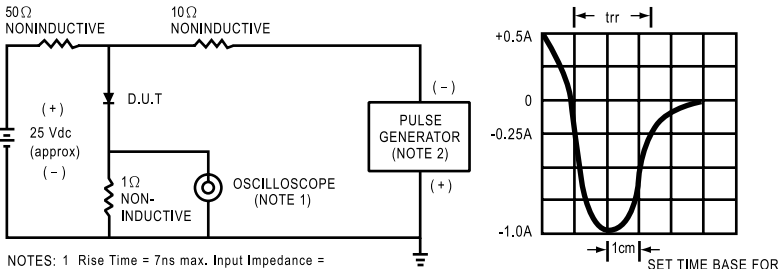 50Ω
NONINDUCTIVE
10Ω
NONINDUCTIVE
(+)
25 Vdc
(approx)
(-)
D.U.T
1Ω
NON-
INDUCTIVE
OSCILLOSCOPE
(NOTE 1)
(-)
PULSE
GENERATOR
(NOTE 2)
(+)
NOTES: 1 Rise Time = 7ns max. Input Impedance =
trr
+0.5A
0
-0.25A
-1.0A
1cm
SET TIME BASE FOR